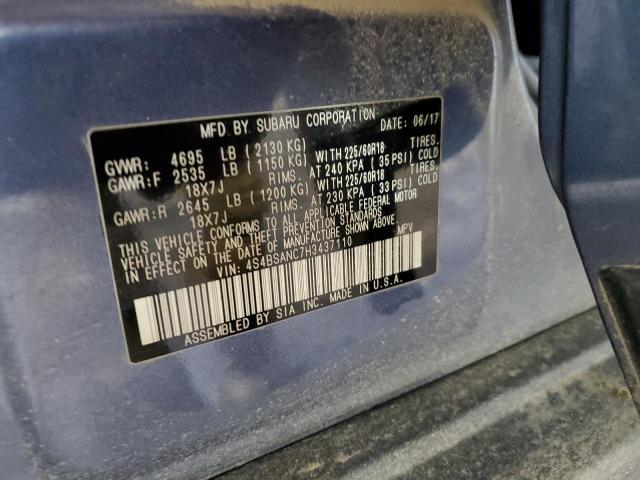 MFD BY SUBARU CORPORATION 06/17
GVWR: 4695 LB (2130 KG)
GAWR:F 2535 LB (1150 KG) WITH 225/60R18 TIRES.
18X7J RIMS. AT 240 KPA (35 PSI) COLD
GAWR:R 2645 LB (1200 KG) WITH 225/60R18 TIRES.
18X7J RIMS. AT 230 KPA (33 PSI) COLD
THIS VEHICLE CONFORMS TO ALL APPLICABLE FEDERAL MOTOR
VEHICLE SAFETY AND THEFT PREVENTION STANDARDS
IN EFFECT ON THE DATE OF MANUFACTURE SHOWN ABOVE.
VIN: 4S4BSANC7H3437110 MPV
ASSEMBLED BY SIA INC. MADE IN U.S.A.